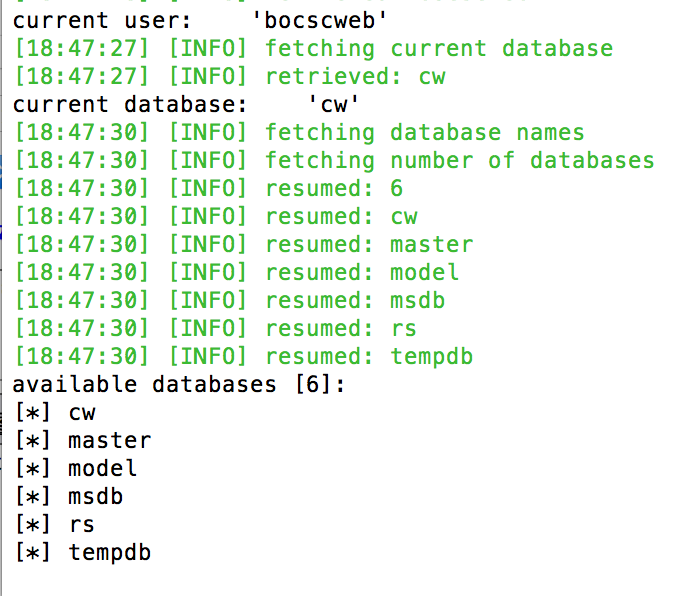 current user:    'bocscweb'
[18:47:27] [INFO] fetching current database
[18:47:27] [INFO] retrieved: cw
current database:    'cw'
[18:47:30] [INFO] fetching database names
[18:47:30] [INFO] fetching number of databases
[18:47:30] [INFO] resumed: 6
[18:47:30] [INFO] resumed: cw
[18:47:30] [INFO] resumed: master
[18:47:30] [INFO] resumed: model
[18:47:30] [INFO] resumed: msdb
[18:47:30] [INFO] resumed: rs
[18:47:30] [INFO] resumed: tempdb
available databases [6]:
[*] cw
[*] master
[*] model
[*] msdb
[*] rs
[*] tempdb